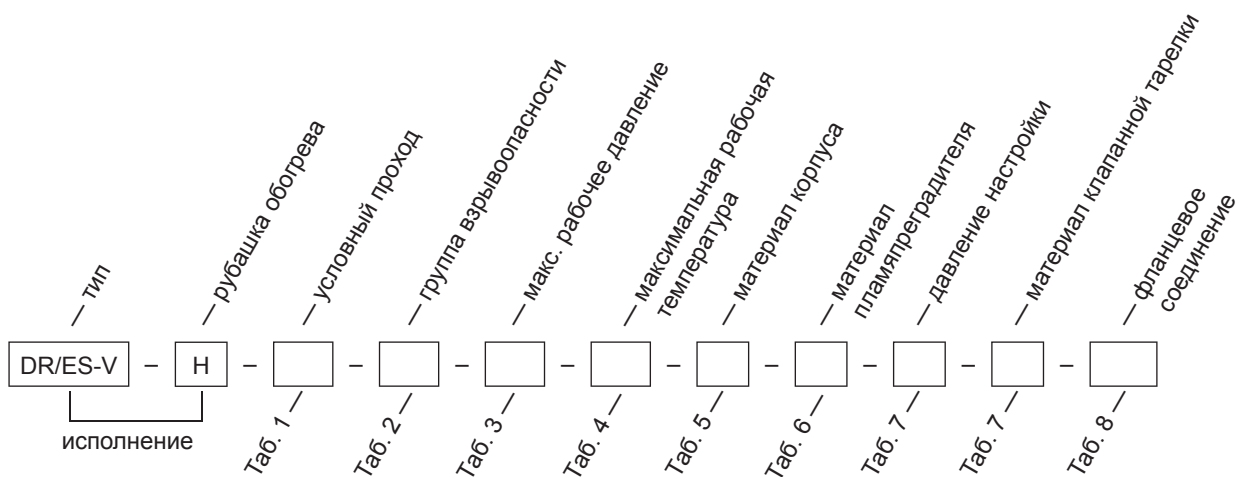 тип
рубашка обогрева
условный проход
группа взрывоопасности
макс. рабочее давление
максимальная рабочая
температура
материал корпуса
материал
пламяпреградителя
давление настройки
материал клапанной тарелки
фланцевое
соединение
DR/ES-V – H – – – – – – – – –
исполнение
Таб. 1
Таб. 2
Таб. 3
Таб. 4
Таб. 5
Таб. 6
Таб. 7
Таб. 7
Таб. 8